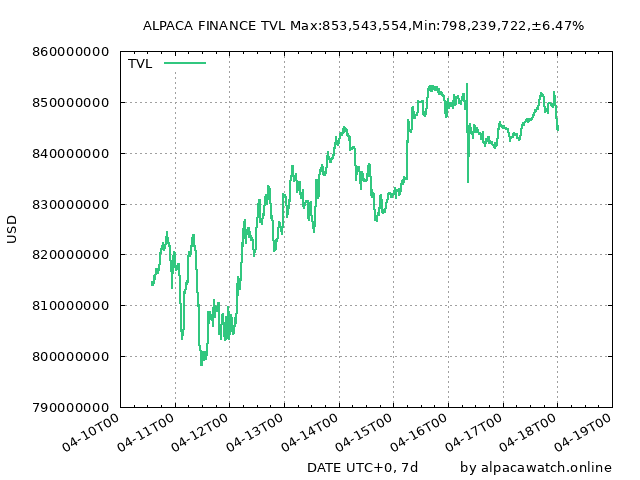 ALPACA FINANCE TVL Max:853,543,554,Min:798,239,722,±6.47%
TVL
860000000
850000000
840000000
830000000
820000000
810000000
800000000
790000000
USD
04-10T00
04-11T00
04-12T00
04-13T00
04-14T00
04-15T00
04-16T00
04-17T00
04-18T00
04-19T00
DATE UTC+0, 7d
by alpacawatch.online